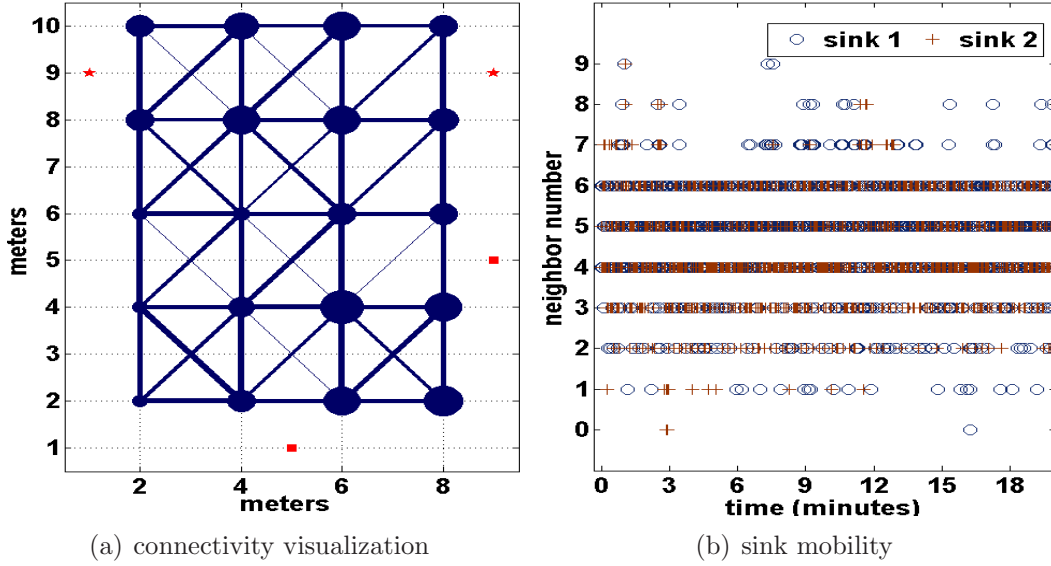 10
9
8
7
6
5
4
3
2
1
meters
2 4 6 8
meters
(a) connectivity visualization
sink 1 sink 2
9
8
7
6
5
4
3
2
1
0
neighbor number
0 3 6 9 12 15 18
time (minutes)
(b) sink mobility